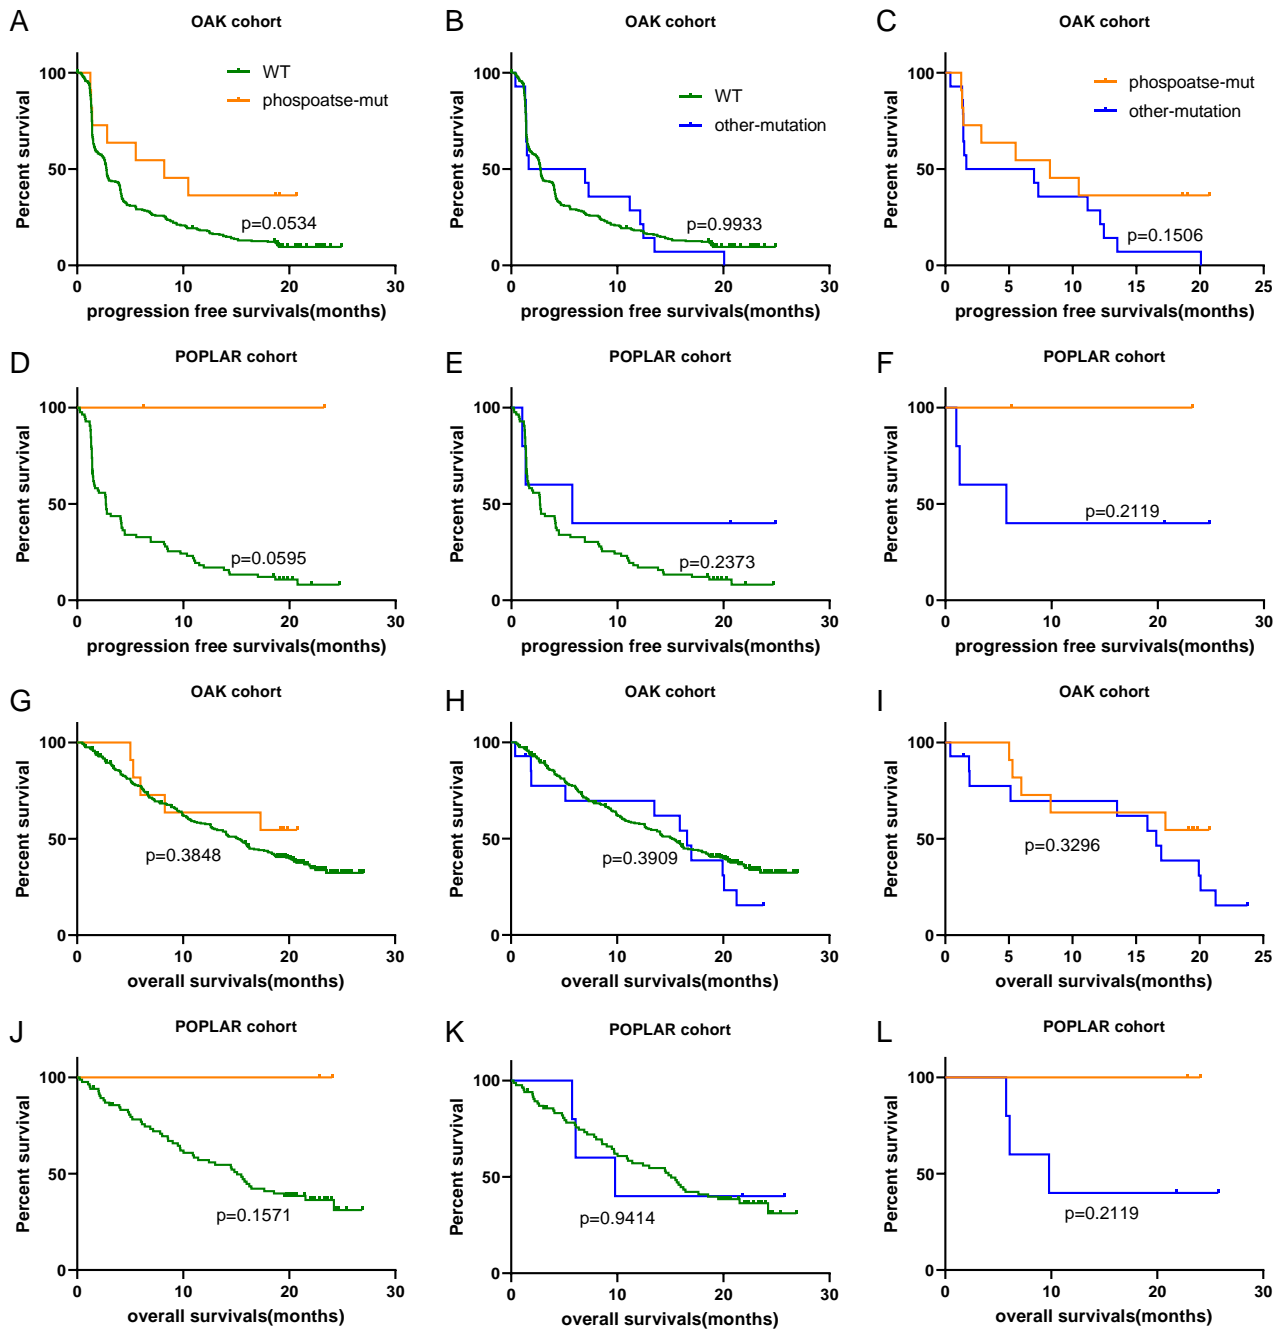 A
OAK cohort
Percent survival
100
50
0
WT
phospoatse-mut
p=0.0534
0 10 20 30
progression free survivals(months)
B
OAK cohort
Percent survival
100
50
0
WT
other-mutation
p=0.9933
0 10 20 30
progression free survivals(months)
C
OAK cohort
Percent survival
100
50
0
phospoatse-mut
other-mutation
p=0.1506
0 5 10 15 20 25
progression free survivals(months)
D
POPLAR cohort
Percent survival
100
50
0
p=0.0595
0 10 20 30
progression free survivals(months)
E
POPLAR cohort
Percent survival
100
50
0
p=0.2373
0 10 20 30
progression free survivals(months)
F
POPLAR cohort
Percent survival
100
50
0
p=0.2119
0 10 20 30
progression free survivals(months)
G
OAK cohort
Percent survival
100
50
0
p=0.3848
0 10 20 30
overall survivals(months)
H
OAK cohort
Percent survival
100
50
0
p=0.3909
0 10 20 30
overall survivals(months)
I
OAK cohort
Percent survival
100
50
0
p=0.3296
0 5 10 15 20 25
overall survivals(months)
J
POPLAR cohort
Percent survival
100
50
0
p=0.1571
0 10 20 30
overall survivals(months)
K
POPLAR cohort
Percent survival
100
50
0
p=0.9414
0 10 20 30
overall survivals(months)
L
POPLAR cohort
Percent survival
100
50
0
p=0.2119
0 10 20 30
overall survivals(months)